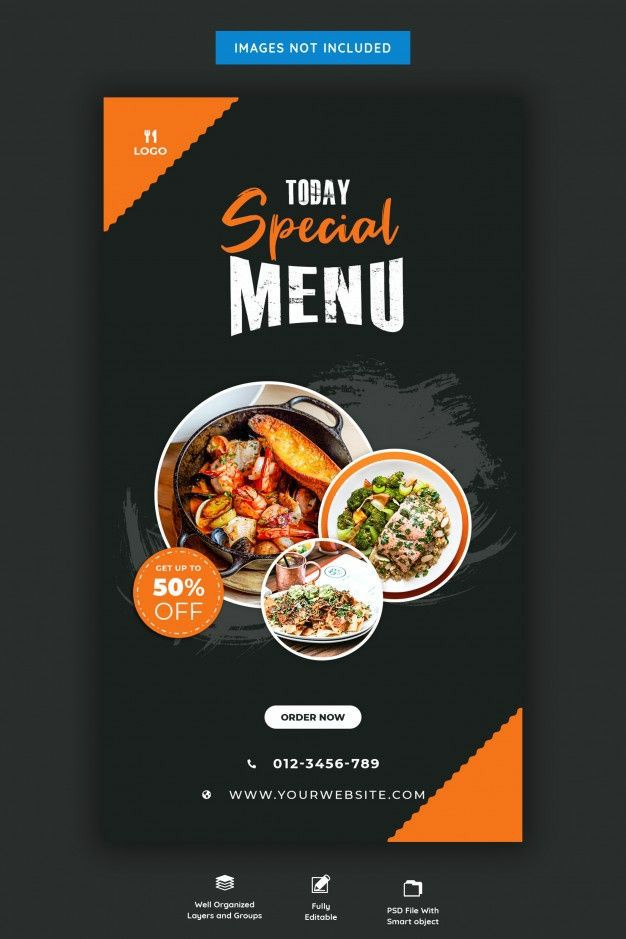 IMAGES NOT INCLUDED
LOGO
TODAY
Special
MENU
GET UP TO
50%
OFF
ORDER NOW
012-3456-789
WWW.YOURWEBSITE.COM
Well Organized
Layers and Groups
Fully
Editable
PSD File With
Smart object